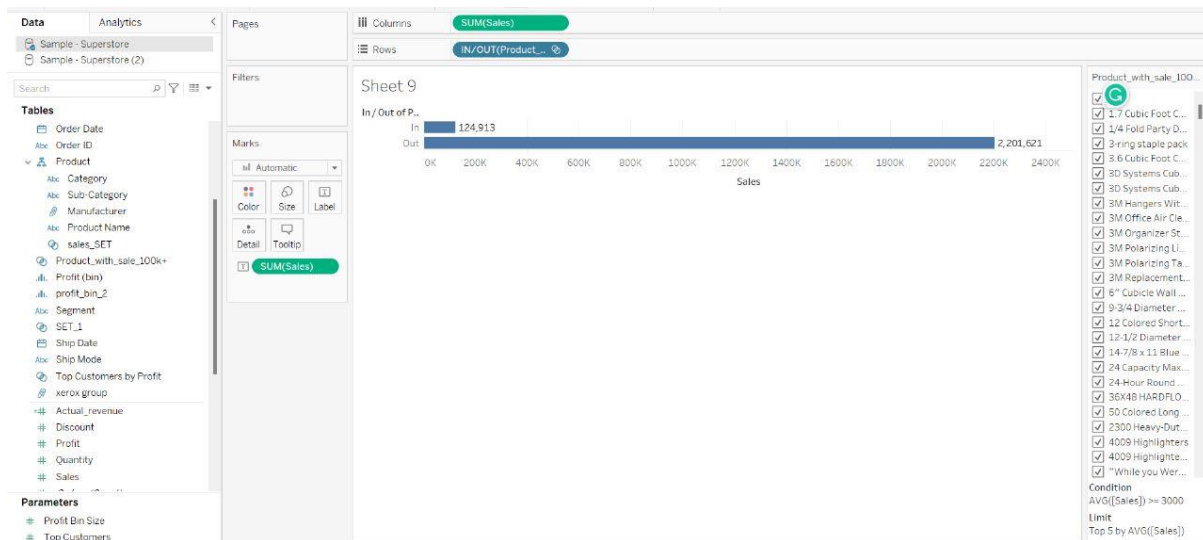 Data
Analytics
Sample - Superstore
Sample - Superstore (2)
Search
Tables
Order Date
Abc Order ID
Product
Abc Category
Abc Sub-Category
Manufacturer
Abc Product Name
sales_SET
Product_with_sale_100k+
Profit (bin)
profit_bin_2
Abc Segment
SET_1
Ship Date
Abc Ship Mode
Top Customers by Profit
xerox group
=# Actual_revenue
# Discount
# Profit
# Quantity
# Sales
Parameters
# Profit Bin Size
# Top Customers
Pages
Filters
Marks
Automatic
Color Size Label
Detail Tooltip
SUM(Sales)
Columns SUM(Sales)
Rows IN/OUT(Product_..
Sheet 9
In / Out of P..
In 124,913
Out 2,201,621
0K 200K 400K 600K 800K 1000K 1200K 1400K 1600K 1800K 2000K 2200K 2400K
Sales
Product_with_sale_100...
1.7 Cubic Foot C...
1/4 Fold Party D...
3-ring staple pack
3.6 Cubic Foot C...
3D Systems Cub...
3D Systems Cub...
3M Hangers Wit...
3M Office Air Cle...
3M Organizer St...
3M Polarizing Li...
3M Polarizing Ta...
3M Replacement...
6" Cubicle Wall ...
9-3/4 Diameter ...
12 Colored Short...
12-1/2 Diameter ...
14-7/8 x 11 Blue ...
24 Capacity Max...
24-Hour Round ...
36X48 HARDFLO...
50 Colored Long ...
2300 Heavy-Dut...
4009 Highlighters
4009 Highlighte...
"While you Wer...
Condition
AVG([Sales]) >= 3000
Limit
Top 5 by AVG([Sales])